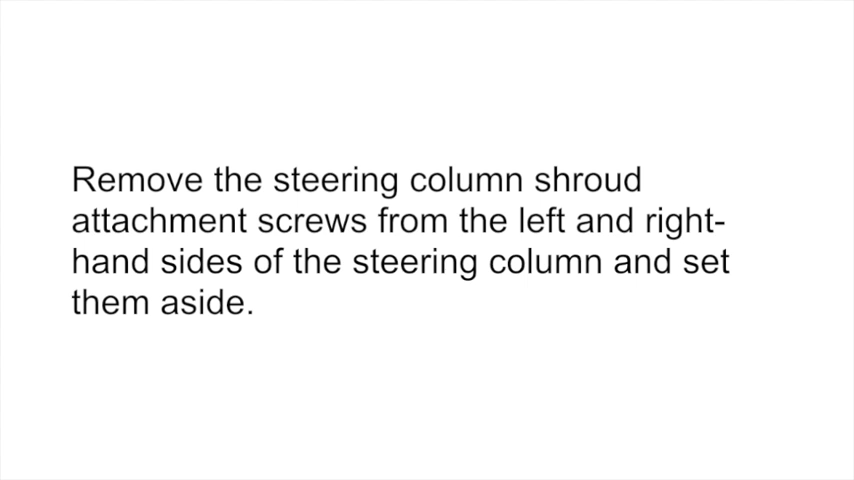 Remove the steering column shroud
attachment screws from the left and right-
hand sides of the steering column and set
them aside.